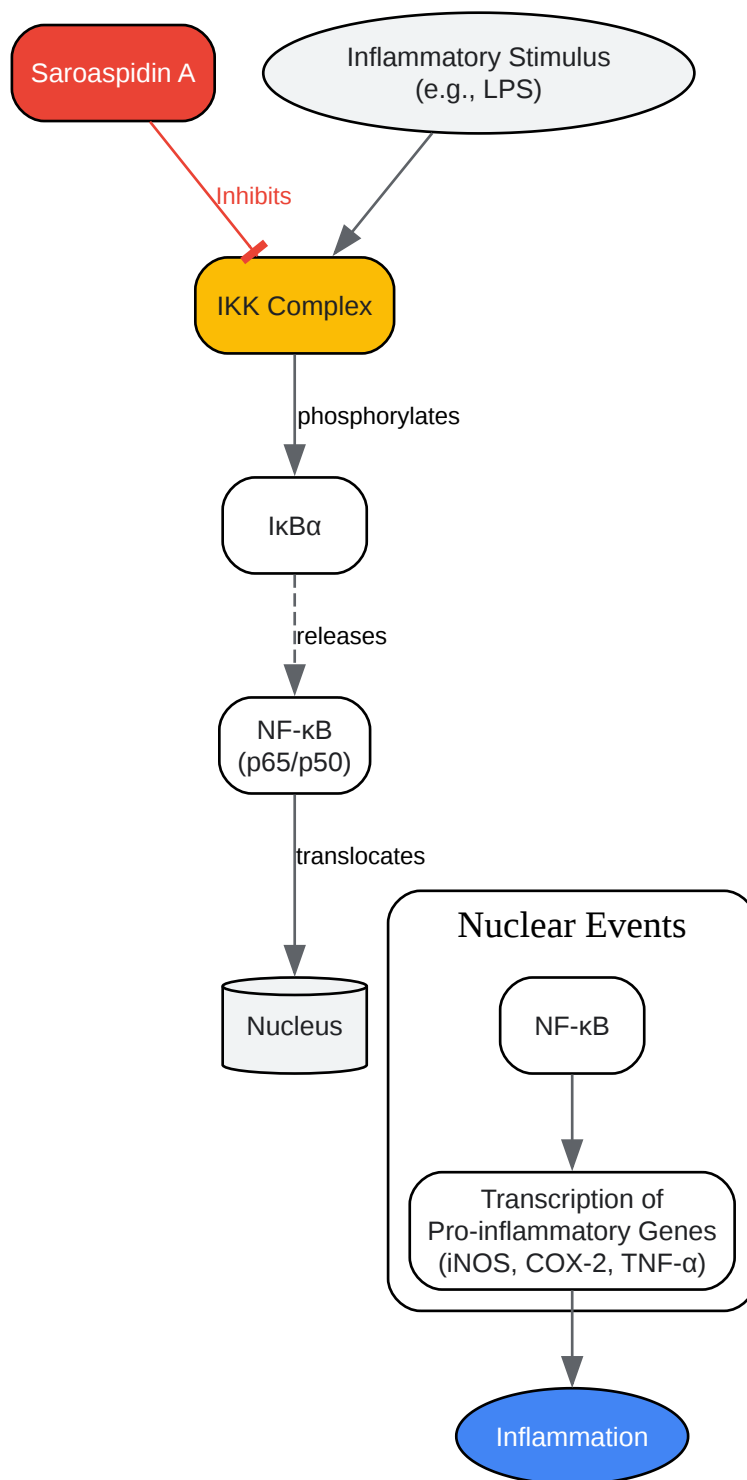 Saroaspidin A
Inflammatory Stimulus
(e.g., LPS)
Inhibits
IKK Complex
phosphorylates
IκBα
releases
NF-κB
(p65/p50)
translocates
Nucleus
Nuclear Events
NF-κB
Transcription of
Pro-inflammatory Genes
(iNOS, COX-2, TNF-α)
Inflammation